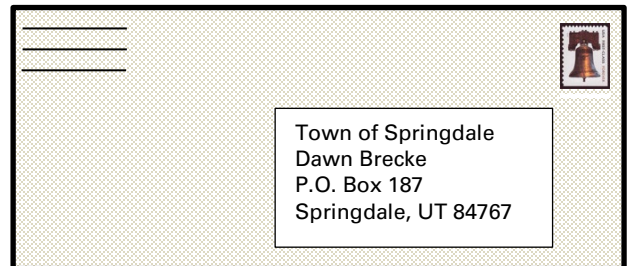 Town of Springdale
Dawn Brecke
P.O. Box 187
Springdale, UT 84767